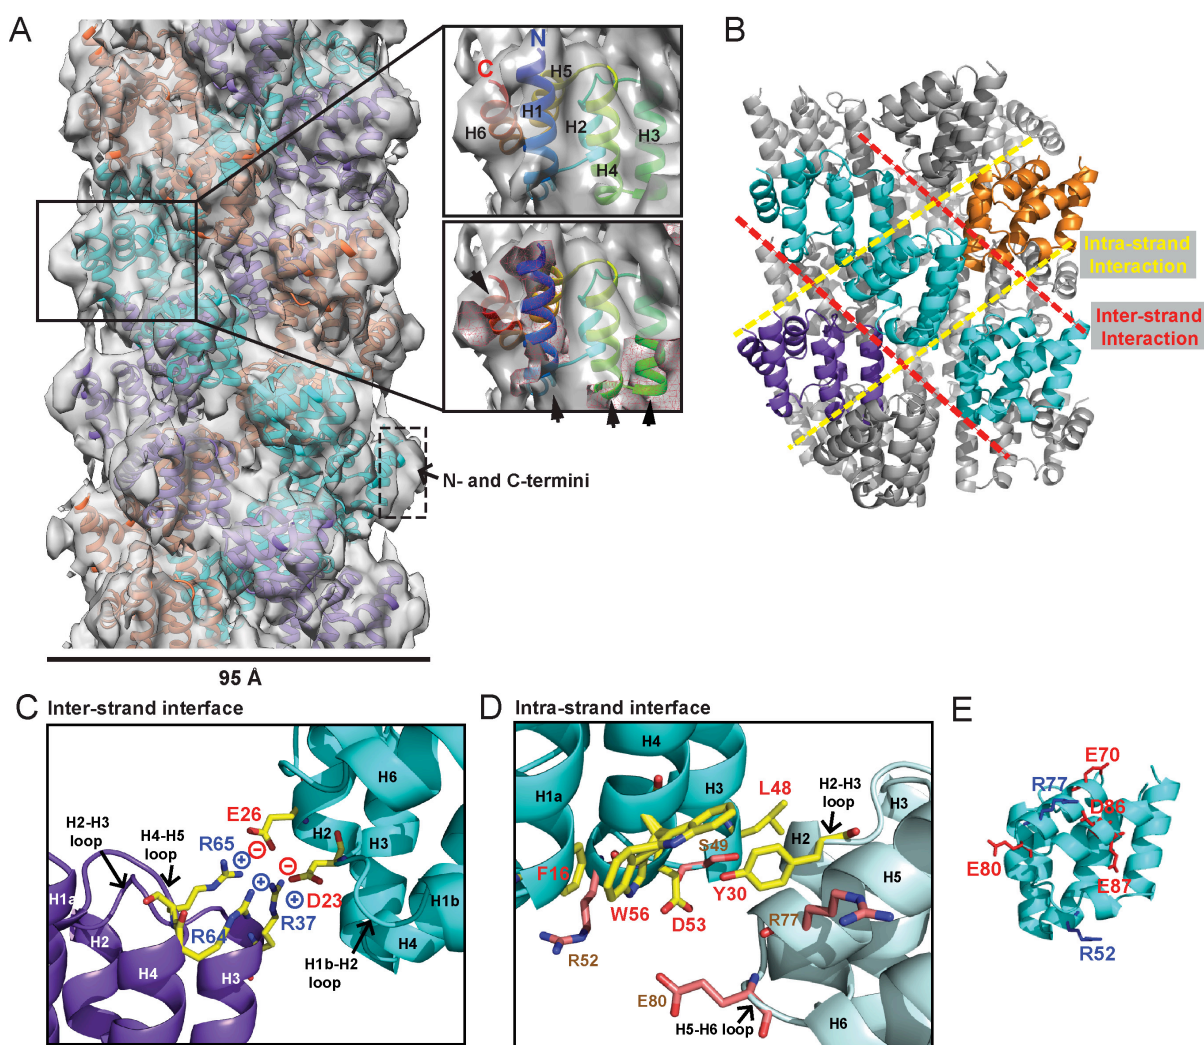 A
N
C
H5
H1
H2
H3
H6
H4
N- and C-termini
95 Å
B
Intra-strand
Interaction
Inter-strand
Interaction
C Inter-strand interface
H6
E26
H2-H3
loop
H4-H5
loop
R65
H2
H3
D23
H1b
H1a
H2
R64
R37
H4
H4
H3
H1b-H2
loop
D Intra-strand interface
H4
H1a
H3
L48
H2-H3
loop
H3
H2
S49
F16
H5
Y30
W56
D53
R77
R52
E80
H5-H6 loop
H6
E
E70
R77
D86
E80
E87
R52